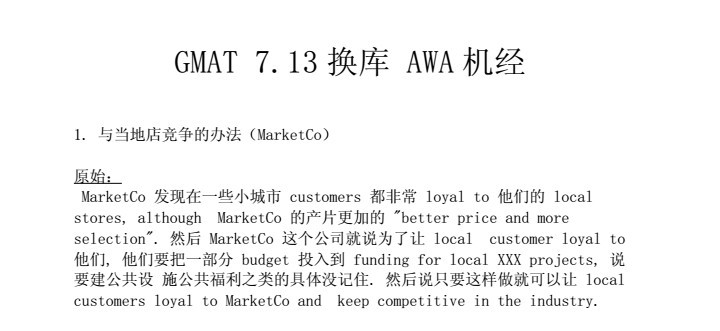 GMAT 7.13 换库 AWA 机经
1. 与当地店竞争的办法（MarketCo）
原始：
MarketCo 发现在一些小城市 customers 都非常 loyal to 他们的 local
stores, although MarketCo 的产片更加的 "better price and more
selection". 然后 MarketCo 这个公司就说为了让 local customer loyal to
他们, 他们要把一部分 budget 投入到 funding for local XXX projects, 说
要建公共设 施公共福利之类的具体没记住. 然后说只要这样做就可以让 local
customers loyal to MarketCo and keep competitive in the industry.